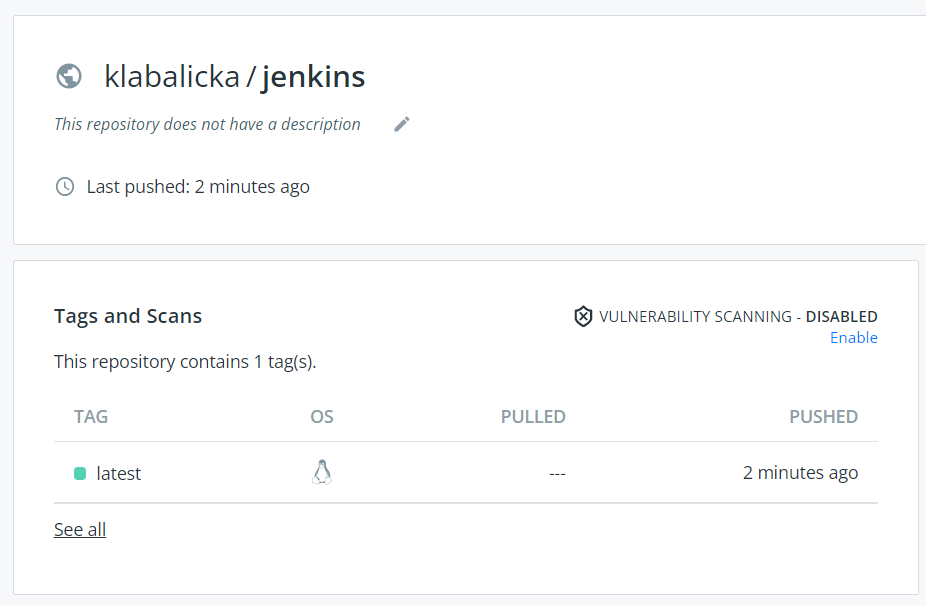 klabalicka / jenkins
This repository does not have a description
Last pushed: 2 minutes ago
Tags and Scans
VULNERABILITY SCANNING - DISABLED
Enable
This repository contains 1 tag(s).
TAG OS PULLED PUSHED
latest --- 2 minutes ago
See all